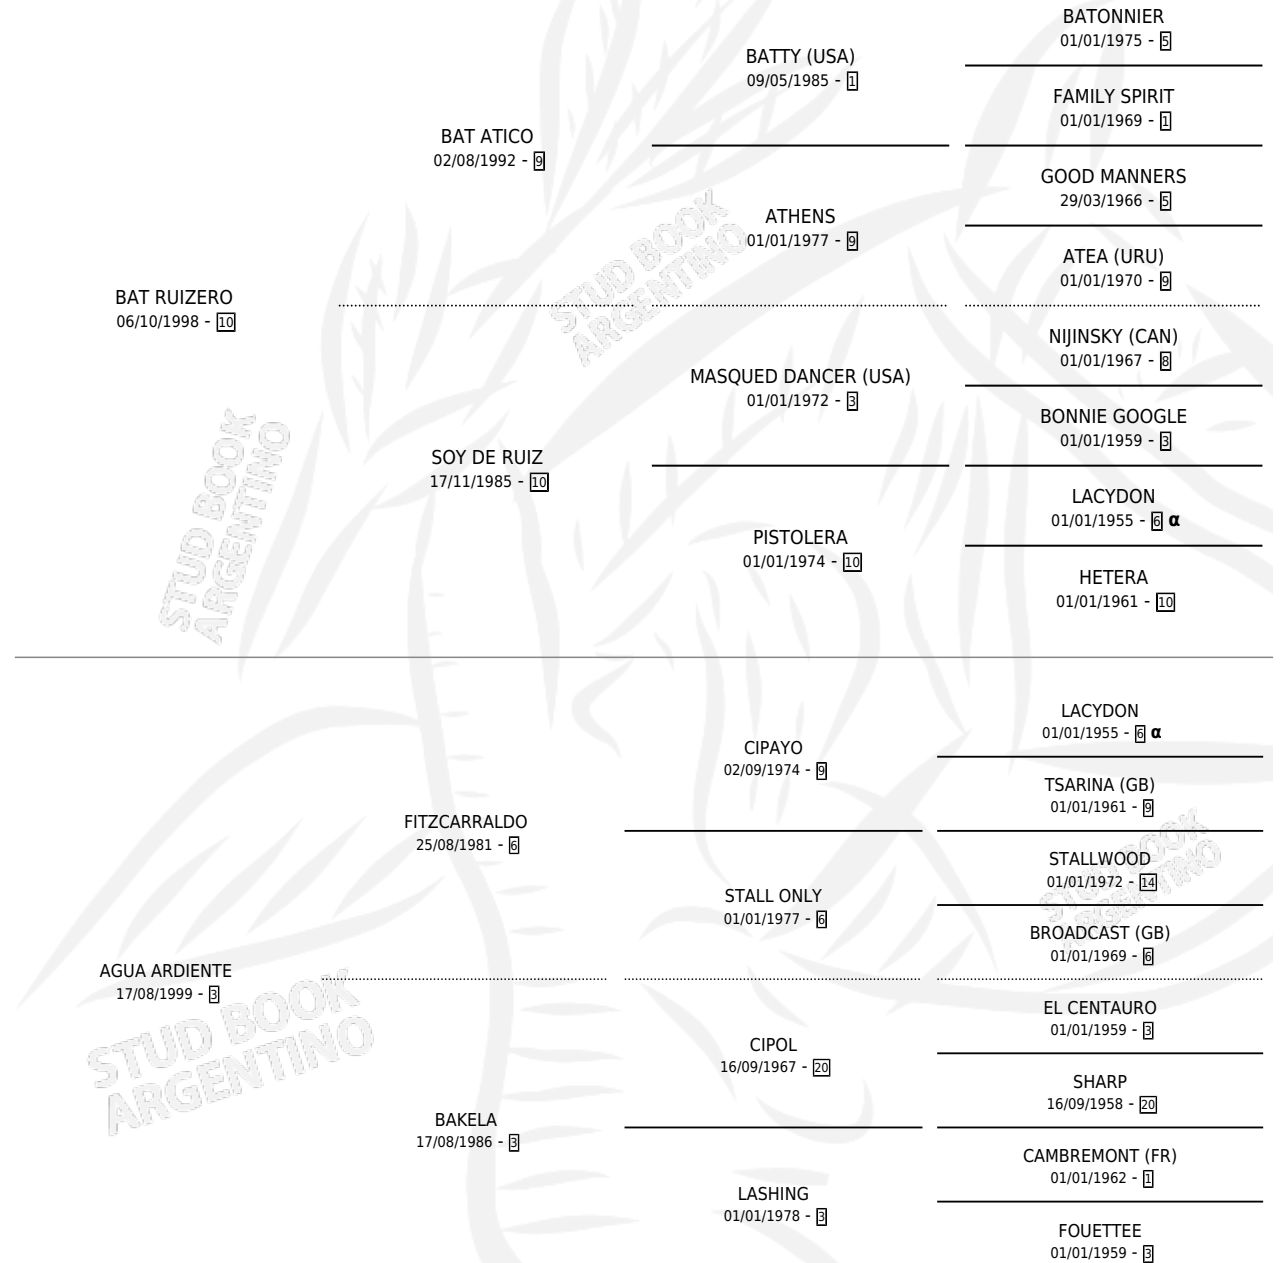 BATONNIER
01/01/1975 - 5
BATTY (USA)
09/05/1985 - 1
FAMILY SPIRIT
01/01/1969 - 1
BAT ATICO
02/08/1992 - 9
GOOD MANNERS
29/03/1966 - 5
ATHENS
01/01/1977 - 9
ATEA (URU)
01/01/1970 - 9
STUD BOOK
ARGENTINO
BAT RUIZERO
06/10/1998 - 10
NIJINSKY (CAN)
01/01/1967 - 8
MASQUED DANCER (USA)
01/01/1972 - 3
BONNIE GOOGLE
01/01/1959 - 3
SOY DE RUIZ
17/11/1985 - 10
LACYDON
01/01/1955 - 6 α
PISTOLERA
01/01/1974 - 10
HETERA
01/01/1961 - 10
STUD BOOK
ARGENTINO
LACYDON
01/01/1955 - 6 α
CIPAYO
02/09/1974 - 9
TSARINA (GB)
01/01/1961 - 9
FITZCARRALDO
25/08/1981 - 6
STALLWOOD
01/01/1972 - 14
STALL ONLY
01/01/1977 - 6
BROADCAST (GB)
01/01/1969 - 6
STUD BOOK
ARGENTINO
AGUA ARDIENTE
17/08/1999 - 3
EL CENTAURO
01/01/1959 - 3
CIPOL
16/09/1967 - 20
SHARP
16/09/1958 - 20
STUD BOOK
ARGENTINO
BAKELA
17/08/1986 - 3
CAMBREMONT (FR)
01/01/1962 - 1
LASHING
01/01/1978 - 3
FOUETTEE
01/01/1959 - 3